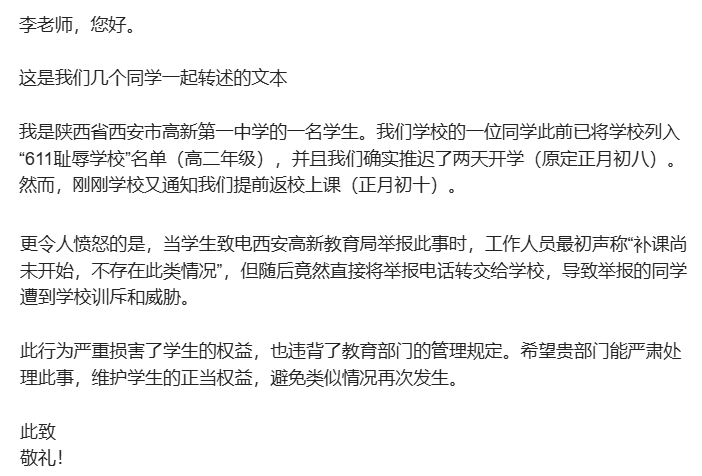 李老师，您好。
这是我们几个同学一起转述的文本
我是陕西省西安市高新第一中学的一名学生。我们学校的一位同学此前已将学校列入
“611耻辱学校”名单（高二年级），并且我们确实推迟了两天开学（原定正月初八）。
然而，刚刚学校又通知我们提前返校上课（正月初十）。
更令人愤怒的是，当学生致电西安高新教育局举报此事时，工作人员最初声称“补课尚
未开始，不存在此类情况”，但随后竟然直接将举报电话转交给学校，导致举报的同学
遭到学校训斥和威胁。
此行为严重损害了学生的权益，也违背了教育部门的管理规定。希望贵部门能严肃处
理此事，维护学生的正当权益，避免类似情况再次发生。
此致
敬礼！